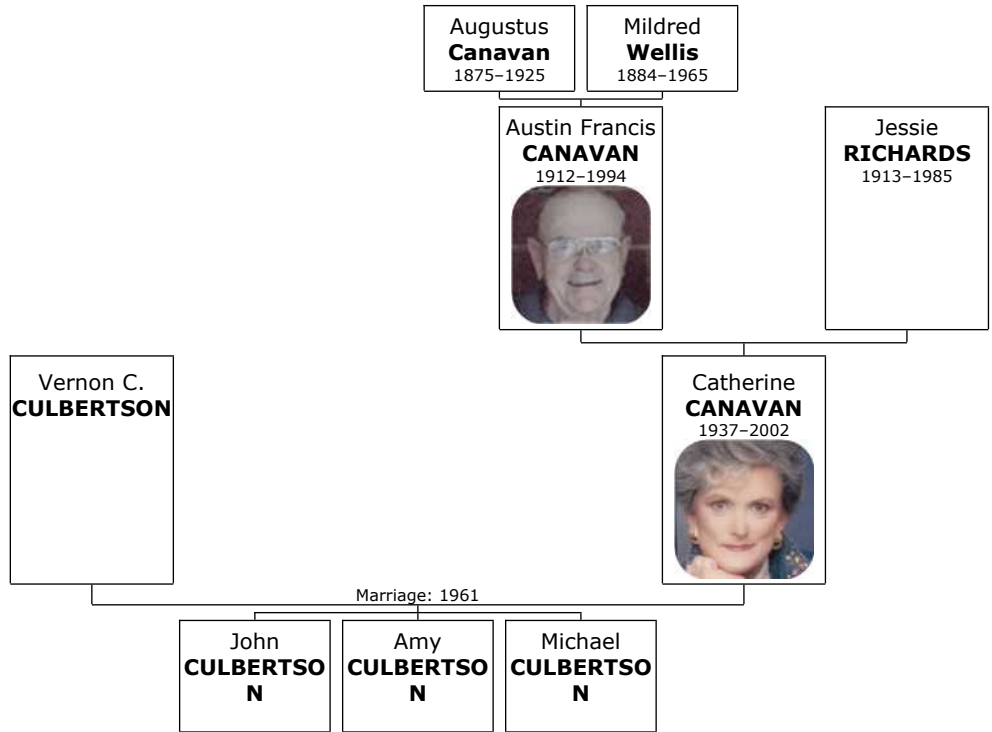 Augustus
Canavan
1875–1925
Mildred
Wellis
1884–1965
Austin Francis
CANAVAN
1912–1994
Jessie
RICHARDS
1913–1985
Vernon C.
CULBERTSON
Catherine
CANAVAN
1937–2002
Marriage: 1961
John
CULBERTSO
N
Amy
CULBERTSO
N
Michael
CULBERTSO
N